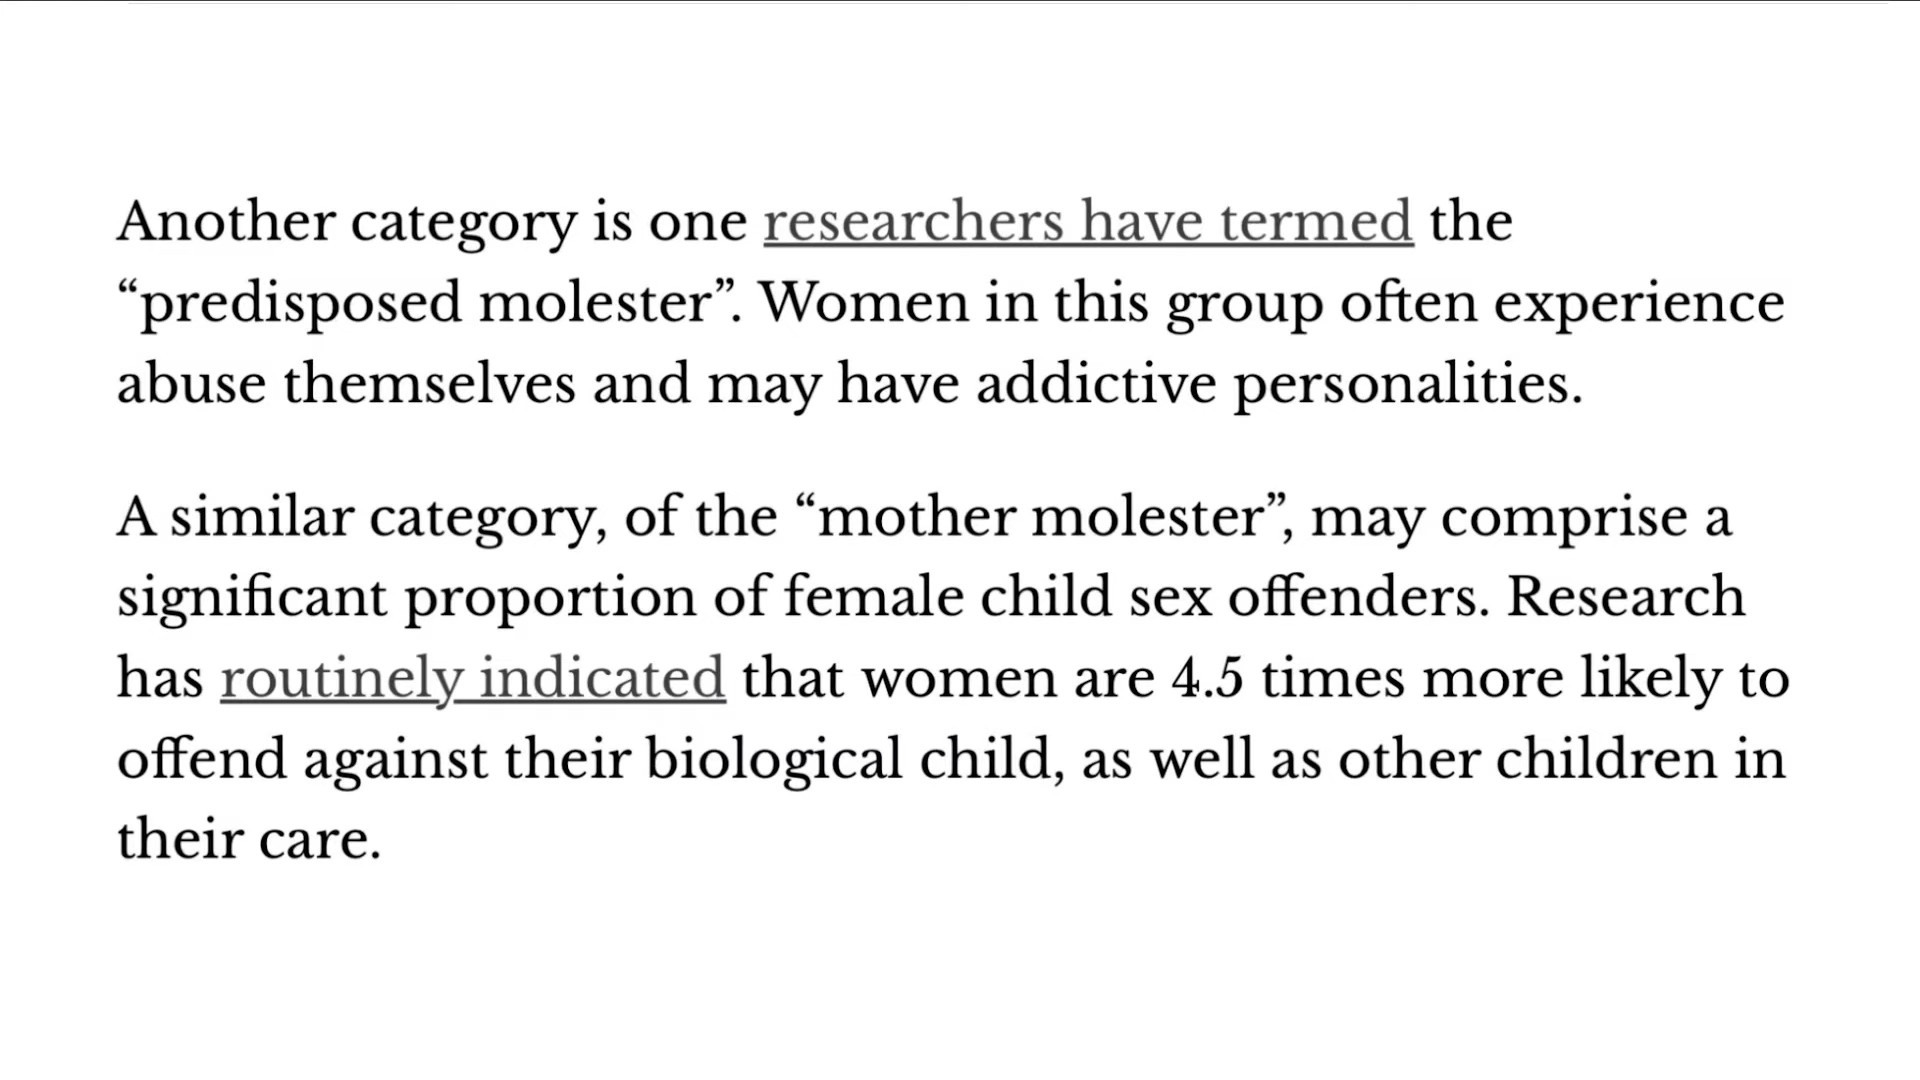 Another category is one researchers have termed the
“predisposed molester”. Women in this group often experience
abuse themselves and may have addictive personalities.
A similar category, of the “mother molester”, may comprise a
significant proportion of female child sex offenders. Research
has routinely indicated that women are 4.5 times more likely to
offend against their biological child, as well as other children in
their care.